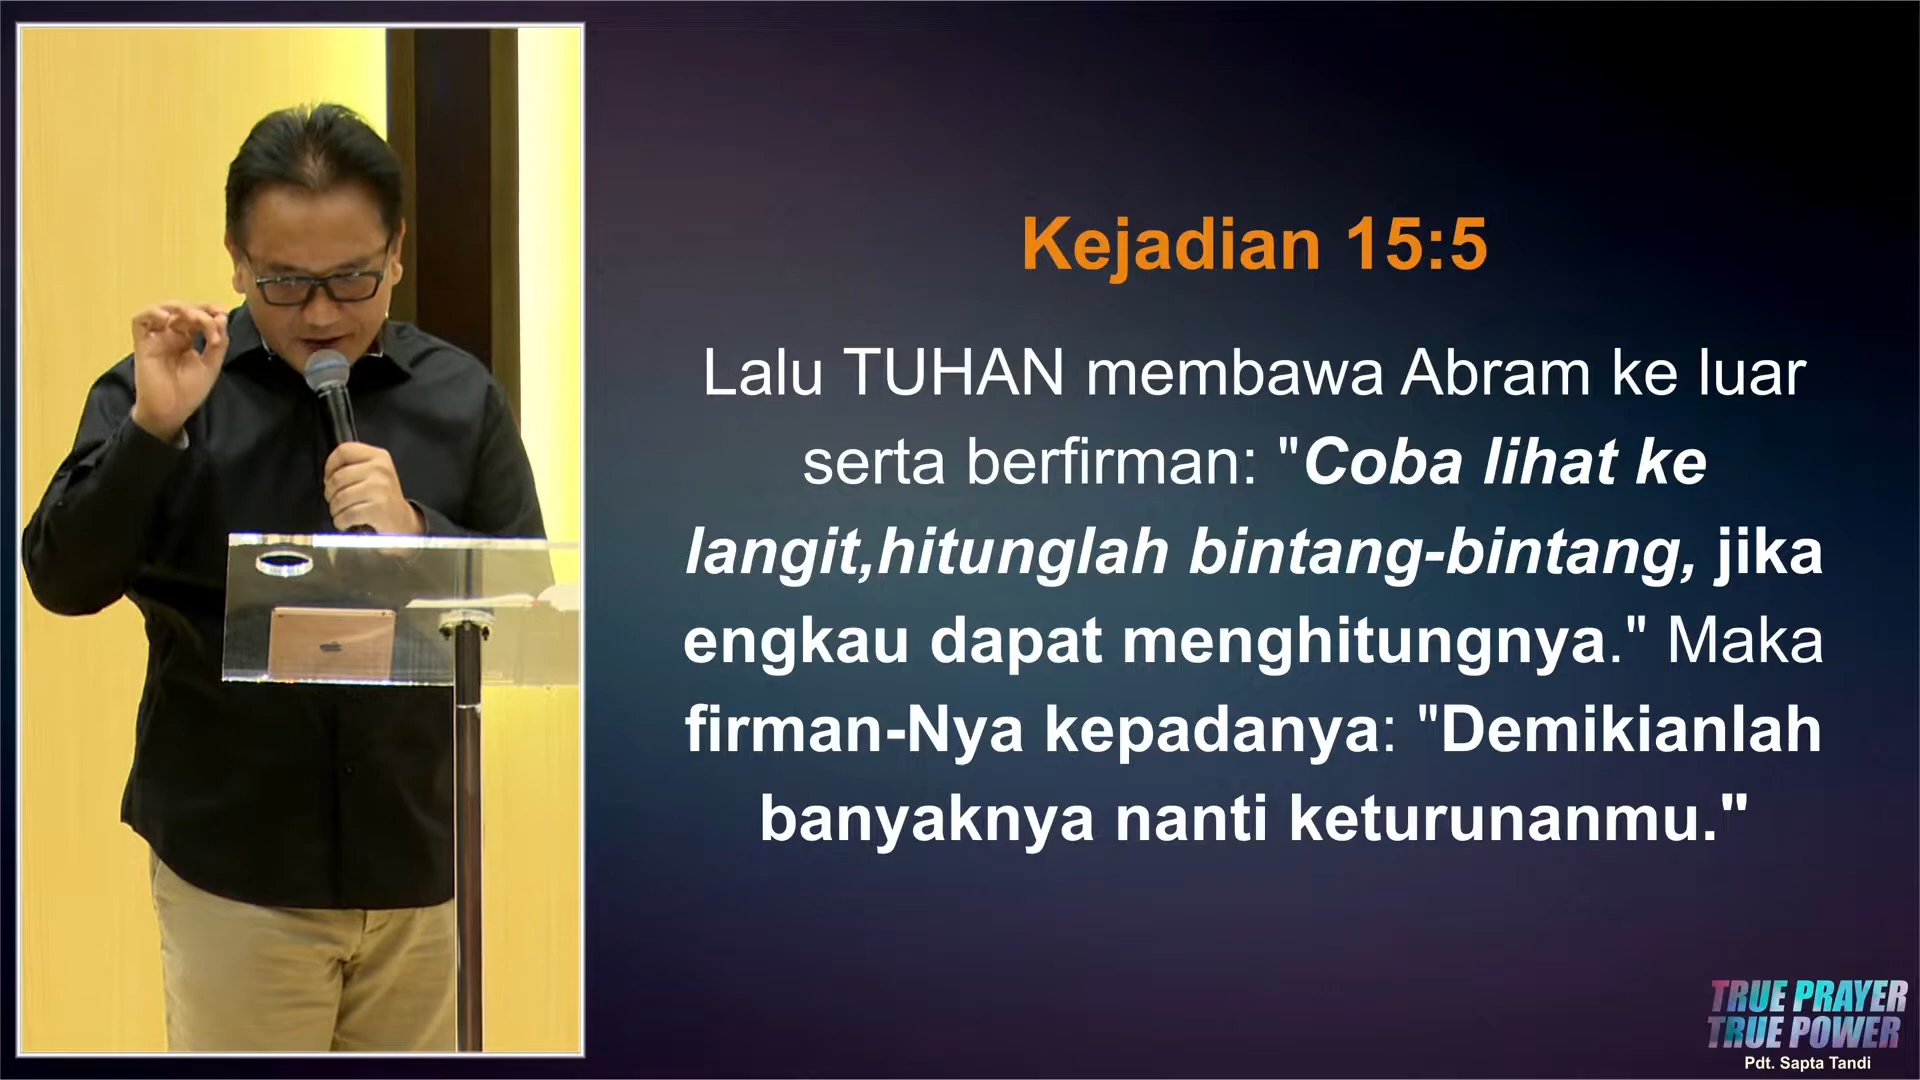 Kejadian 15:5
Lalu TUHAN membawa Abram ke luar
serta berfirman: "Coba lihat ke
langit,hitunglah bintang-bintang, jika
engkau dapat menghitungnya." Maka
firman-Nya kepadanya: "Demikianlah
banyaknya nanti keturunanmu."
TRUE PRAYER
TRUE POWER
Pdt. Sapta Tandi